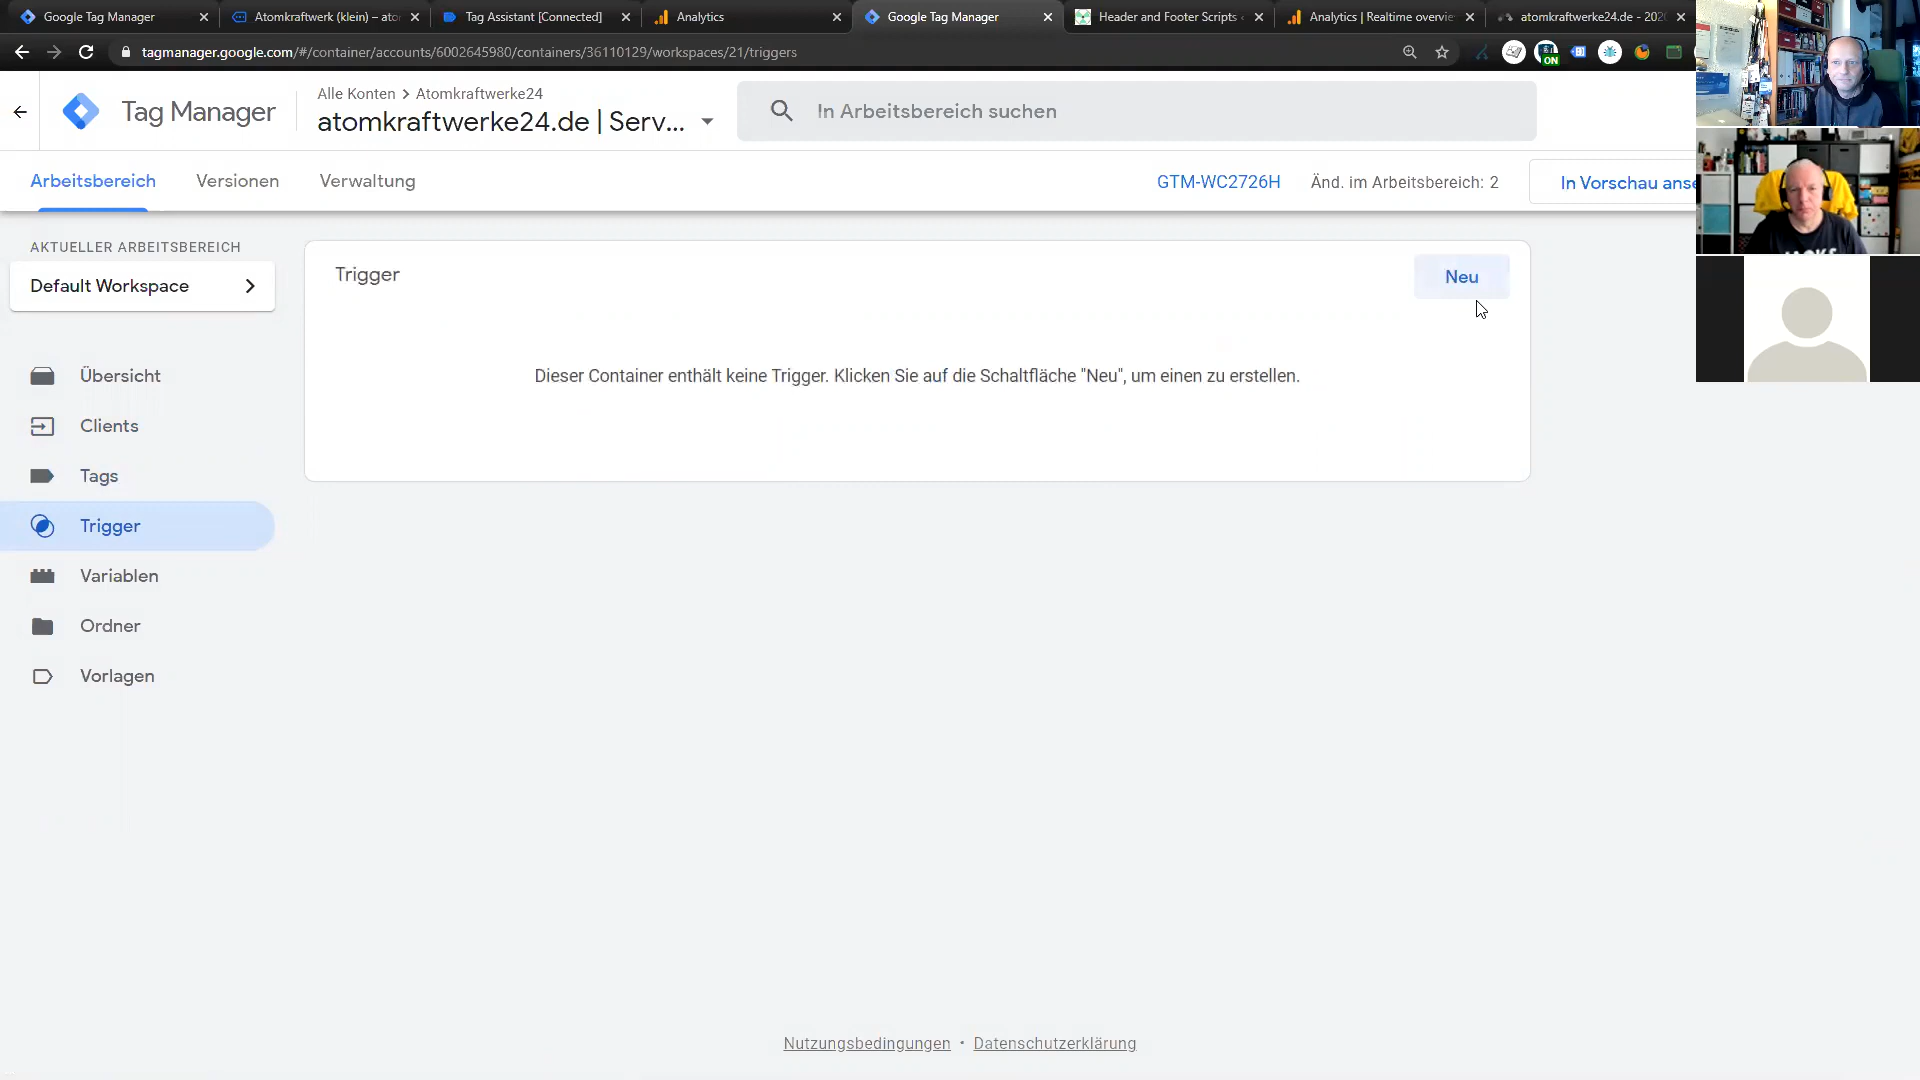 Google Tag Manager
Atomkraftwerk (klein) – ato
Tag Assistant [Connected]
Analytics
Google Tag Manager
Header and Footer Scripts
Analytics | Realtime overvie
atomkraftwerke24.de - 202
tagmanager.google.com/#/container/accounts/6002645980/containers/36110129/workspaces/21/triggers
ON
Tag Manager
Alle Konten > Atomkraftwerke24
atomkraftwerke24.de | Serv...
In Arbeitsbereich suchen
Arbeitsbereich
Versionen
Verwaltung
GTM-WC2726H
Änd. im Arbeitsbereich: 2
In Vorschau anse
AKTUELLER ARBEITSBEREICH
Default Workspace
Übersicht
Clients
Tags
Trigger
Variablen
Ordner
Vorlagen
Trigger
Neu
Dieser Container enthält keine Trigger. Klicken Sie auf die Schaltfläche "Neu", um einen zu erstellen.
Nutzungsbedingungen • Datenschutzerklärung